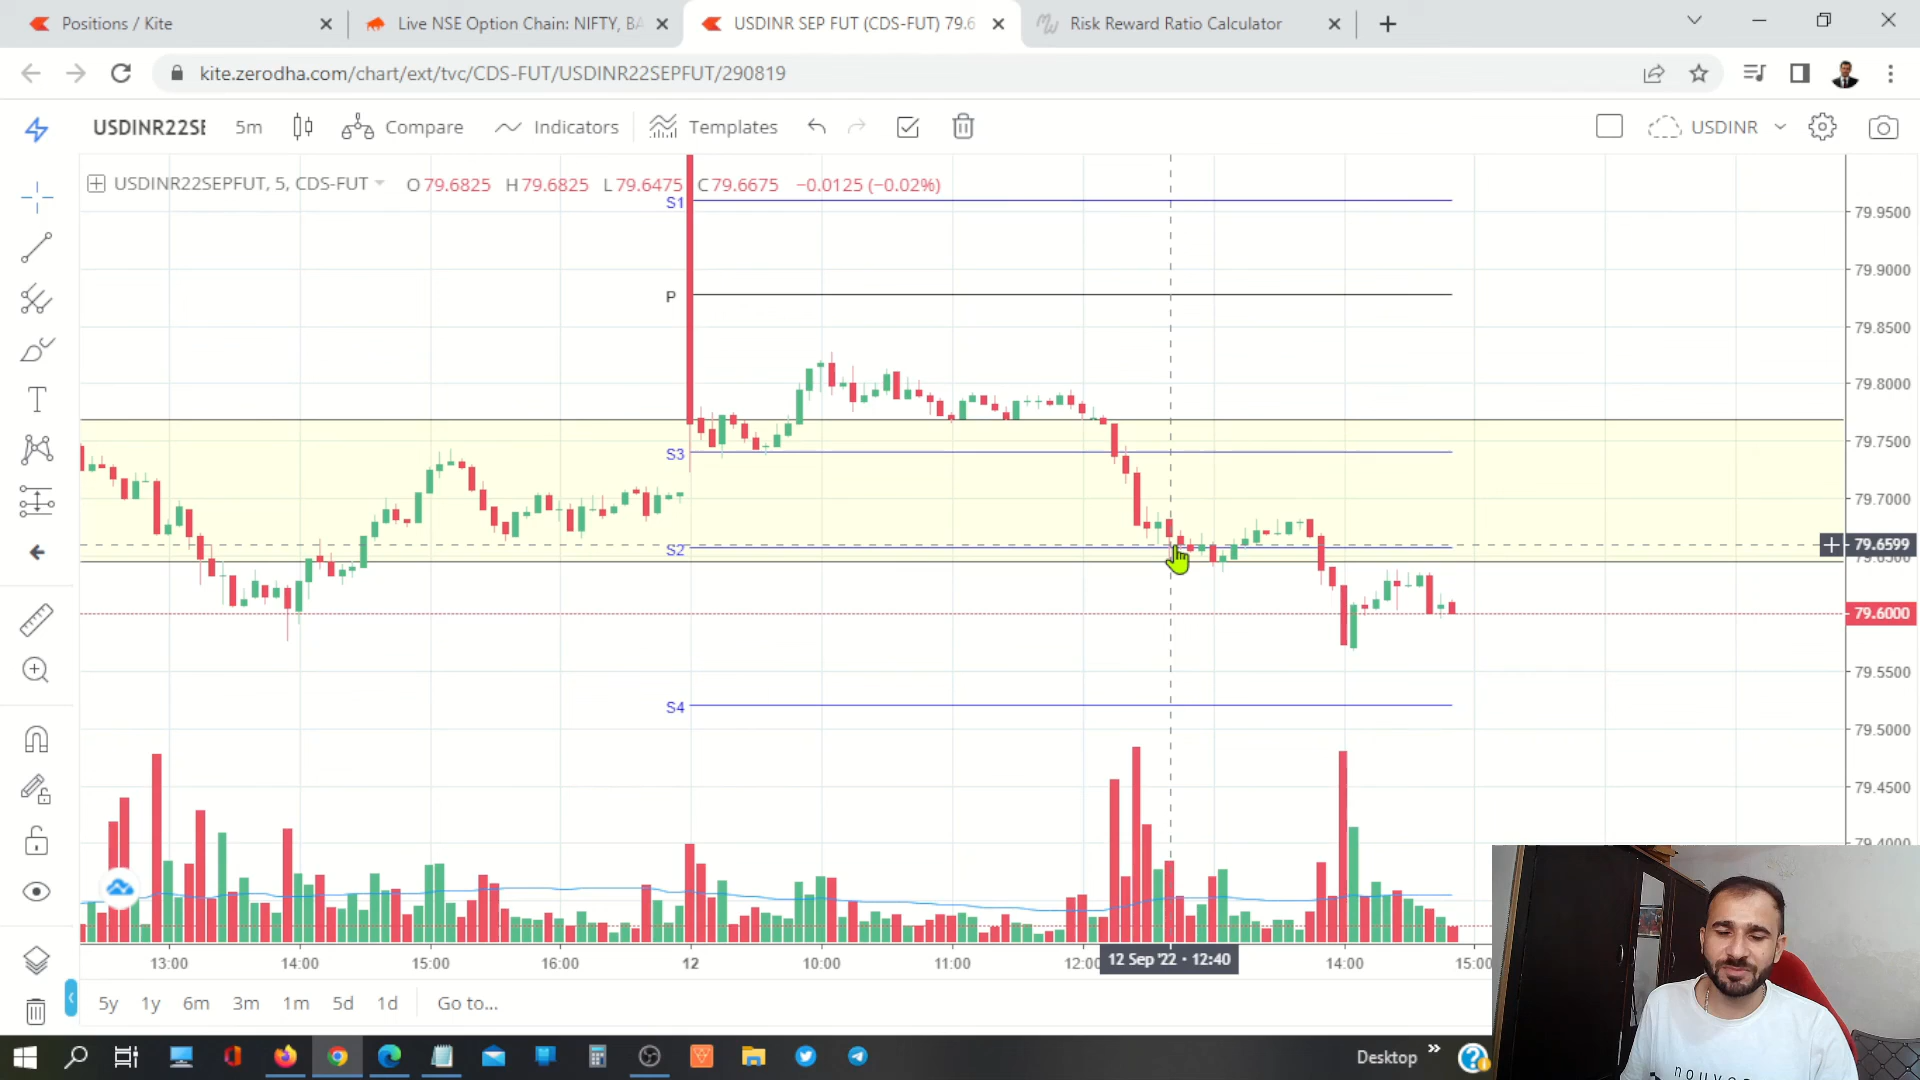 Positions / Kite
Live NSE Option Chain: NIFTY, BA
USDINR SEP FUT (CDS-FUT) 79.6
Risk Reward Ratio Calculator
kite.zerodha.com/chart/ext/tvc/CDS-FUT/USDINR22SEPFUT/290819
USDINR22SE
5m
Compare
Indicators
Templates
USDINR
USDINR22SEPFUT, 5, CDS-FUT
O 79.6825 H 79.6825 L 79.6475 C 79.6675 −0.0125 (−0.02%)
S1
P
S3
S2
S4
79.9500
79.9000
79.8500
79.8000
79.7500
79.7000
79.6599
79.6000
79.5500
79.5000
79.4500
13:00
14:00
15:00
16:00
12
10:00
11:00
12:00
12 Sep '22 • 12:40
14:00
15:00
5y 1y 6m 3m 1m 5d 1d Go to...
Desktop